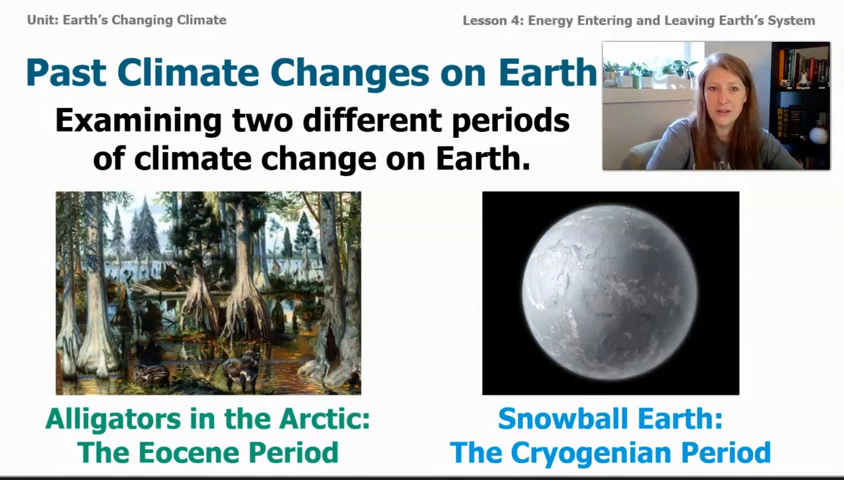 Unit: Earth’s Changing Climate
Lesson 4: Energy Entering and Leaving Earth’s System
Past Climate Changes on Earth
Examining two different periods
of climate change on Earth.
Alligators in the Arctic:
The Eocene Period
Snowball Earth:
The Cryogenian Period